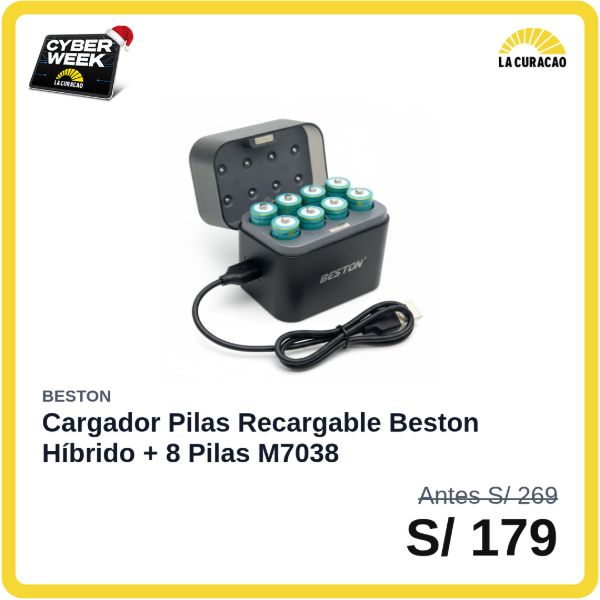 CYBER
WEEK
LA CURACAO
LA CURACAO
BESTON
BESTON
Cargador Pilas Recargable Beston
Híbrido + 8 Pilas M7038
Antes S/ 269
S/ 179